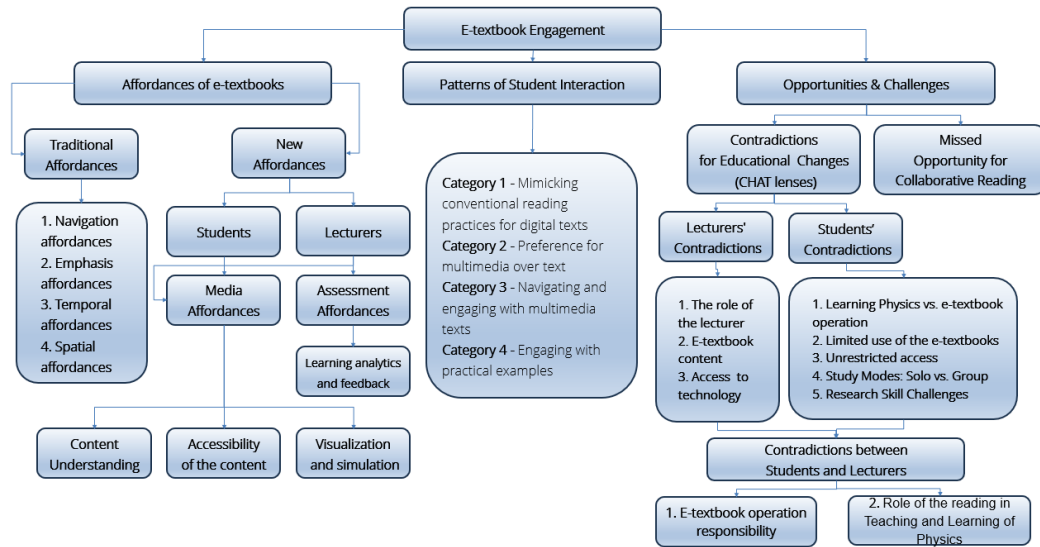 E-textbook Engagement
Affordances of e-textbooks
Patterns of Student Interaction
Opportunities & Challenges
Traditional
Affordances
New
Affordances
Contradictions
for Educational Changes
(CHAT lenses)
Missed
Opportunity for
Collaborative Reading
1. Navigation
affordances
2. Emphasis
affordances
3. Temporal
affordances
4. Spatial
affordances
Students
Lecturers
Media
Affordances
Assessment
Affordances
Learning analytics
and feedback
Content
Understanding
Accessibility
of the content
Visualization
and simulation
Category 1 - Mimicking
conventional reading
practices for digital texts
Category 2 - Preference for
multimedia over text
Category 3 - Navigating and
engaging with multimedia
texts
Category 4 - Engaging with
practical examples
Lecturers'
Contradictions
Students’
Contradictions
1. The role of
the lecturer
2. E-textbook
content
3. Access to
technology
1. Learning Physics vs. e-textbook
operation
2. Limited use of the e-textbooks
3. Unrestricted access
4. Study Modes: Solo vs. Group
5. Research Skill Challenges
Contradictions between
Students and Lecturers
1. E-textbook operation
responsibility
2. Role of the reading in
Teaching and Learning of
Physics